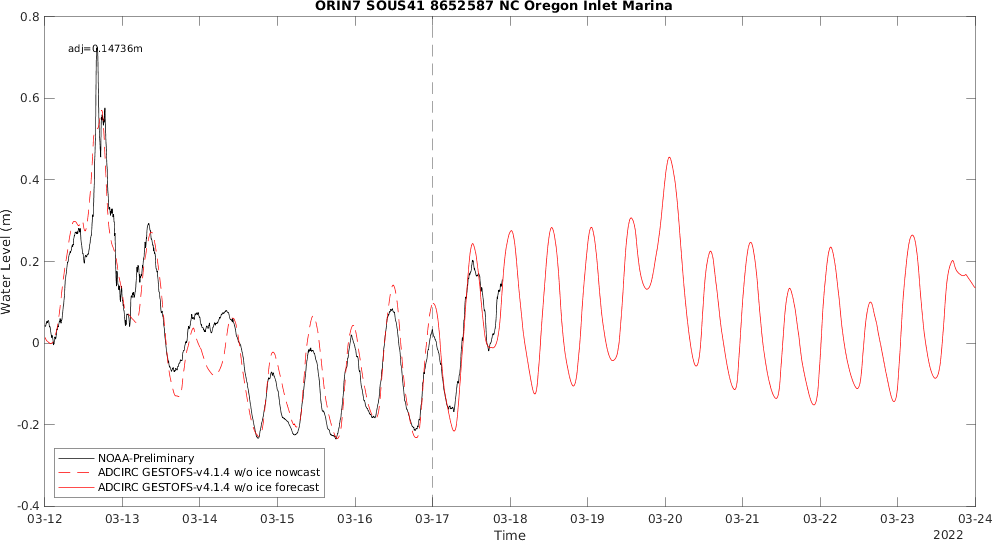 ORIN7 SOUS41 8652587 NC Oregon Inlet Marina
0.8
adj=0.14736m
0.6
0.4
0.2
0
-0.2
-0.4
Water Level (m)
NOAA-Preliminary
ADCIRC GESTOFS-v4.1.4 w/o ice nowcast
ADCIRC GESTOFS-v4.1.4 w/o ice forecast
03-12 03-13 03-14 03-15 03-16 03-17 03-18 03-19 03-20 03-21 03-22 03-23 03-24
Time
2022